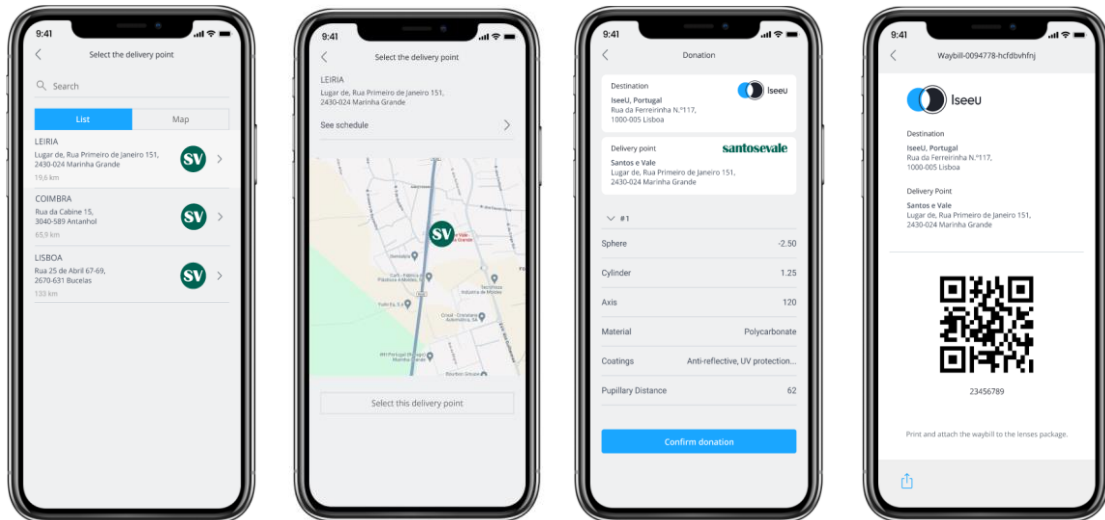 9:41
Select the delivery point
Search
List
Map
LEIRIA
Lugar de, Rua Primeiro de Janeiro 151,
2430-024 Marinha Grande
19,6 km
SV
COIMBRA
Rua da Cabine 15,
3040-589 Antanhol
65,9 km
SV
LISBOA
Rua 25 de Abril 67-69,
2670-631 Bucelas
133 km
SV
9:41
Select the delivery point
LEIRIA
Lugar de, Rua Primeiro de Janeiro 151,
2430-024 Marinha Grande
See schedule
SV
Select this delivery point
9:41
Donation
Destination
IseeU, Portugal
Rua da Ferreirinha N.º117,
1000-005 Lisboa
IseeU
Delivery point
santosevale
Santos e Vale
Lugar de, Rua Primeiro de Janeiro 151,
2430-024 Marinha Grande
#1
Sphere -2.50
Cylinder 1.25
Axis 120
Material Polycarbonate
Coatings Anti-reflective, UV protection...
Pupillary Distance 62
Confirm donation
9:41
Waybill-0094778-hcfdbvhfnj
IseeU
Destination
IseeU, Portugal
Rua da Ferreirinha N.º117,
1000-005 Lisboa
Delivery Point
Santos e Vale
Lugar de, Rua Primeiro de Janeiro 151,
2430-024 Marinha Grande
23456789
Print and attach the waybill to the lenses package.